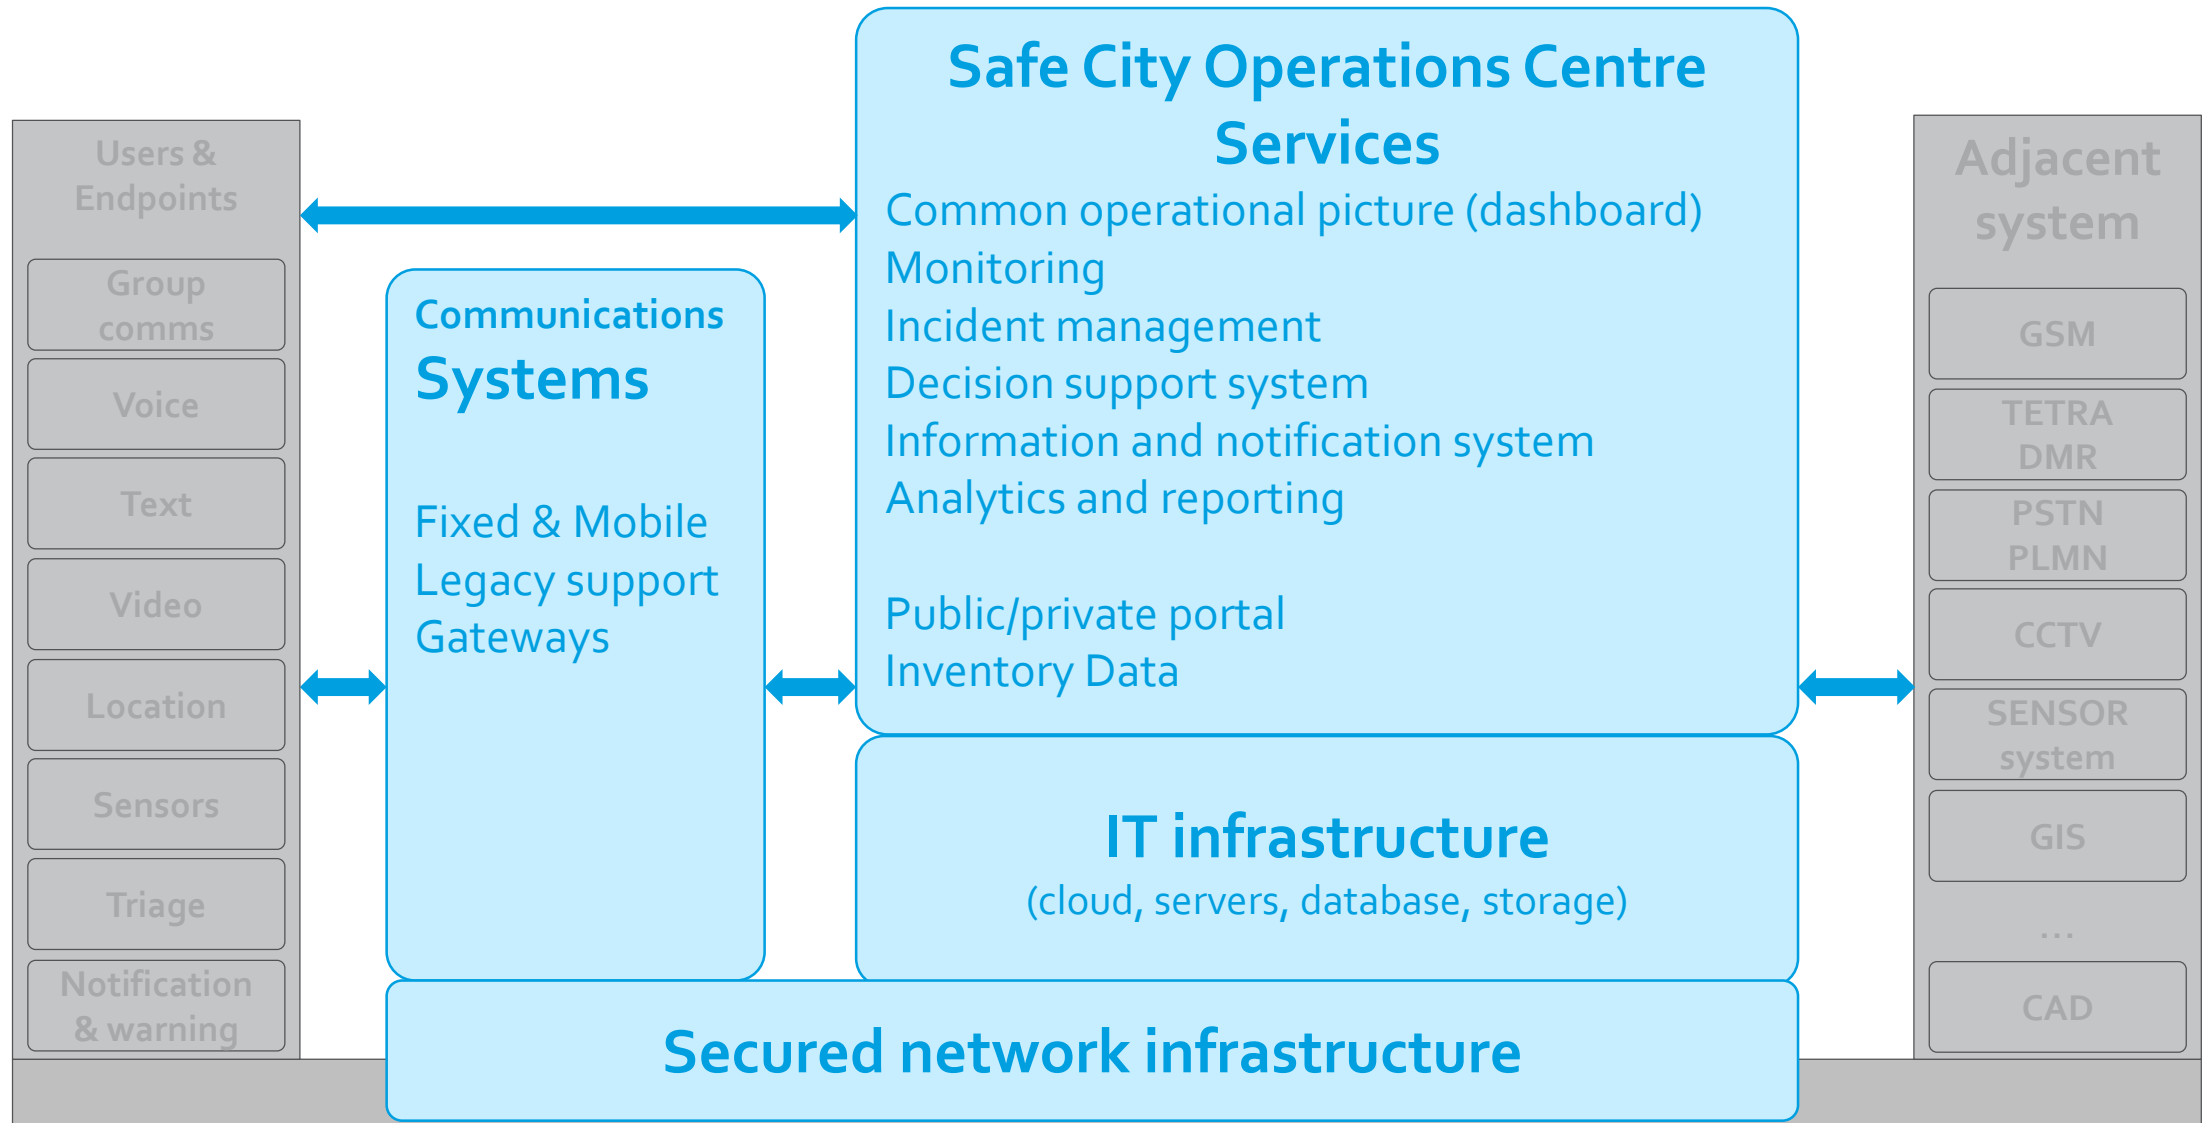 Safe City Operations Centre
Services
Common operational picture (dashboard)
Monitoring
Incident management
Decision support system
Information and notification system
Analytics and reporting
Public/private portal
Inventory Data
Users &
Endpoints
Group
comms
Voice
Text
Video
Location
Sensors
Triage
Notification
& warning
Communications
Systems
Fixed & Mobile
Legacy support
Gateways
IT infrastructure
(cloud, servers, database, storage)
Secured network infrastructure
Adjacent
system
GSM
TETRA
DMR
PSTN
PLMN
CCTV
SENSOR
system
GIS
...
CAD